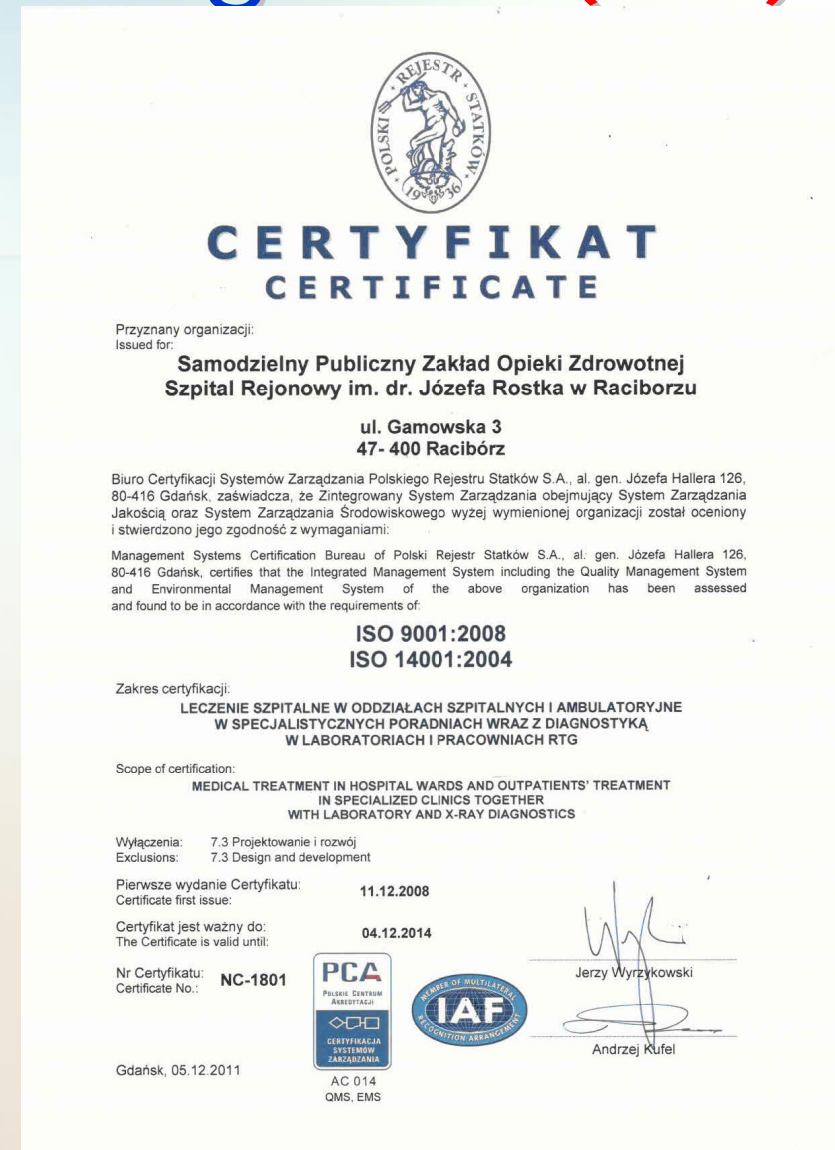 POLSKI · REJESTR · STATKÓW
1936
CERTYFIKAT
CERTIFICATE
Przyznany organizacji:
Issued for:
Samodzielny Publiczny Zakład Opieki Zdrowotnej
Szpital Rejonowy im. dr. Józefa Rostka w Raciborzu
ul. Gamowska 3
47- 400 Racibórz
Biuro Certyfikacji Systemów Zarządzania Polskiego Rejestru Statków S.A., al. gen. Józefa Hallera 126,
80-416 Gdańsk, zaświadcza, że Zintegrowany System Zarządzania obejmujący System Zarządzania
Jakością oraz System Zarządzania Środowiskowego wyżej wymienionej organizacji został oceniony
i stwierdzono jego zgodność z wymaganiami:
Management Systems Certification Bureau of Polski Rejestr Statków S.A., al. gen. Józefa Hallera 126,
80-416 Gdańsk, certifies that the Integrated Management System including the Quality Management System
and Environmental Management System of the above organization has been assessed
and found to be in accordance with the requirements of:
ISO 9001:2008
ISO 14001:2004
Zakres certyfikacji:
LECZENIE SZPITALNE W ODDZIAŁACH SZPITALNYCH I AMBULATORYJNE
W SPECJALISTYCZNYCH PORADNIACH WRAZ Z DIAGNOSTYKĄ
W LABORATORIACH I PRACOWNIACH RTG
Scope of certification:
MEDICAL TREATMENT IN HOSPITAL WARDS AND OUTPATIENTS' TREATMENT
IN SPECIALIZED CLINICS TOGETHER
WITH LABORATORY AND X-RAY DIAGNOSTICS
Wyłączenia: 7.3 Projektowanie i rozwój
Exclusions: 7.3 Design and development
Pierwsze wydanie Certyfikatu: 11.12.2008
Certificate first issue:
Certyfikat jest ważny do: 04.12.2014
The Certificate is valid until:
Nr Certyfikatu: NC-1801
Certificate No.:
PCA
POLSKIE CENTRUM
AKREDYTACJI
CERTYFIKACJA
SYSTEMÓW
ZARZĄDZANIA
AC 014
QMS, EMS
MEMBER OF MULTILATERAL
IAF
RECOGNITION ARRANGEMENT
Jerzy Wyrzykowski
Andrzej Kufel
Gdańsk, 05.12.2011